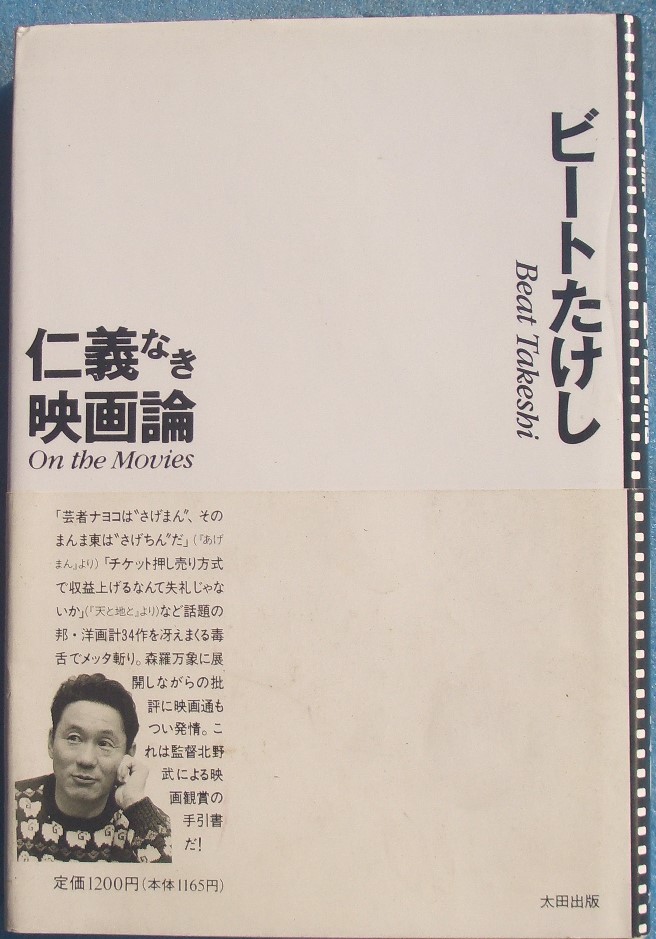 ビートたけし
Beat Takeshi
仁義なき
映画論
On the Movies
「芸者ナヨコは“さげまん”、その
まんま東は“さげちん”だ」(『あげ
まん』より)「チケット押し売り方式
で収益上げるなんて失礼じゃな
いか」(『天と地と』より)など話題の
邦・洋画計34作を冴えまくる毒
舌でメッタ斬り。森羅万象に展
開しながらの批
評に映画通も
つい発情。こ
れは監督北野
武による映
画観賞の
手引書
だ!
定価1200円(本体1165円)
太田出版